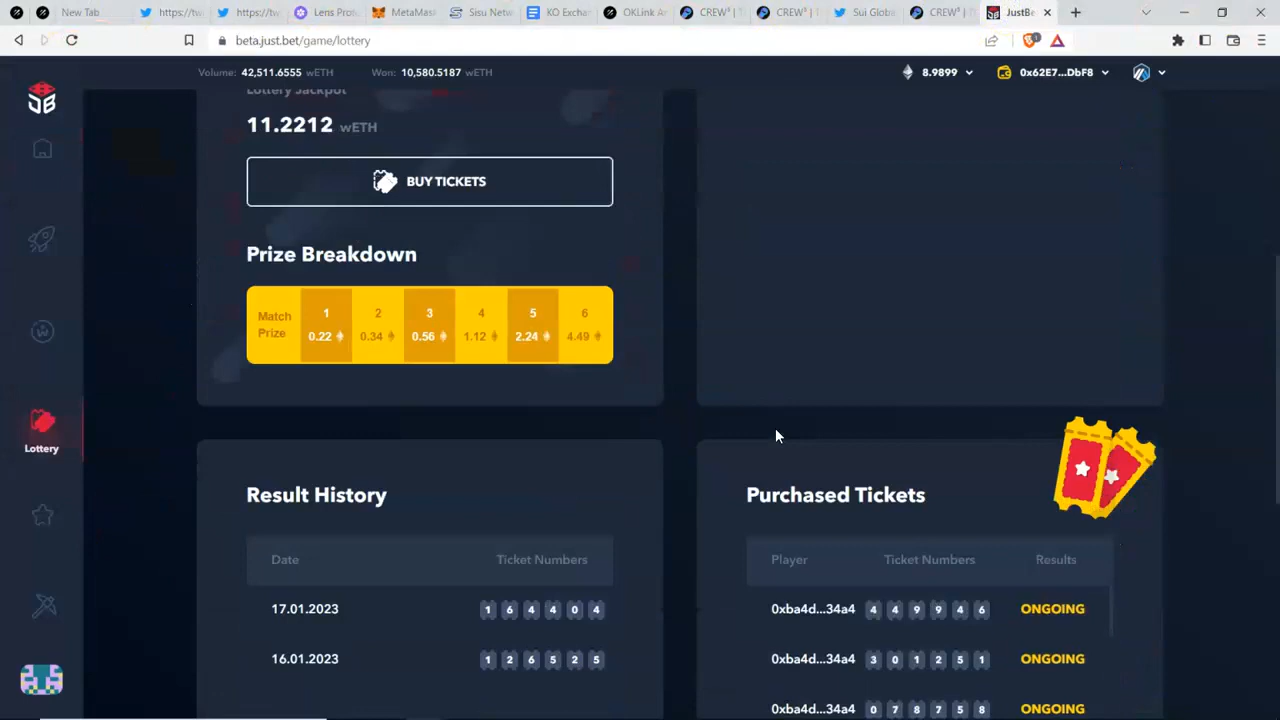 New Tab https://tw https://tw Lens Prot MetaMask Sisu Netw KO Exchan OKLink A CREW³ | CREW³ | T Sui Globa CREW³ | JustBe
beta.just.bet/game/lottery
Volume: 42,511.6555 wETH Won: 10,580.5187 wETH 8.9899 0x62E7...DbF8
JB
Lottery Jackpot
11.2212 wETH
BUY TICKETS
Prize Breakdown
Match Prize 1 2 3 4 5 6
0.22 0.34 0.56 1.12 2.24 4.49
Lottery
Result History
Date Ticket Numbers
17.01.2023 1 6 4 4 0 4
16.01.2023 1 2 6 5 2 5
Purchased Tickets
Player Ticket Numbers Results
0xba4d...34a4 4 4 9 9 4 6 ONGOING
0xba4d...34a4 3 0 1 2 5 1 ONGOING
0xba4d...34a4 0 7 8 7 5 8 ONGOING